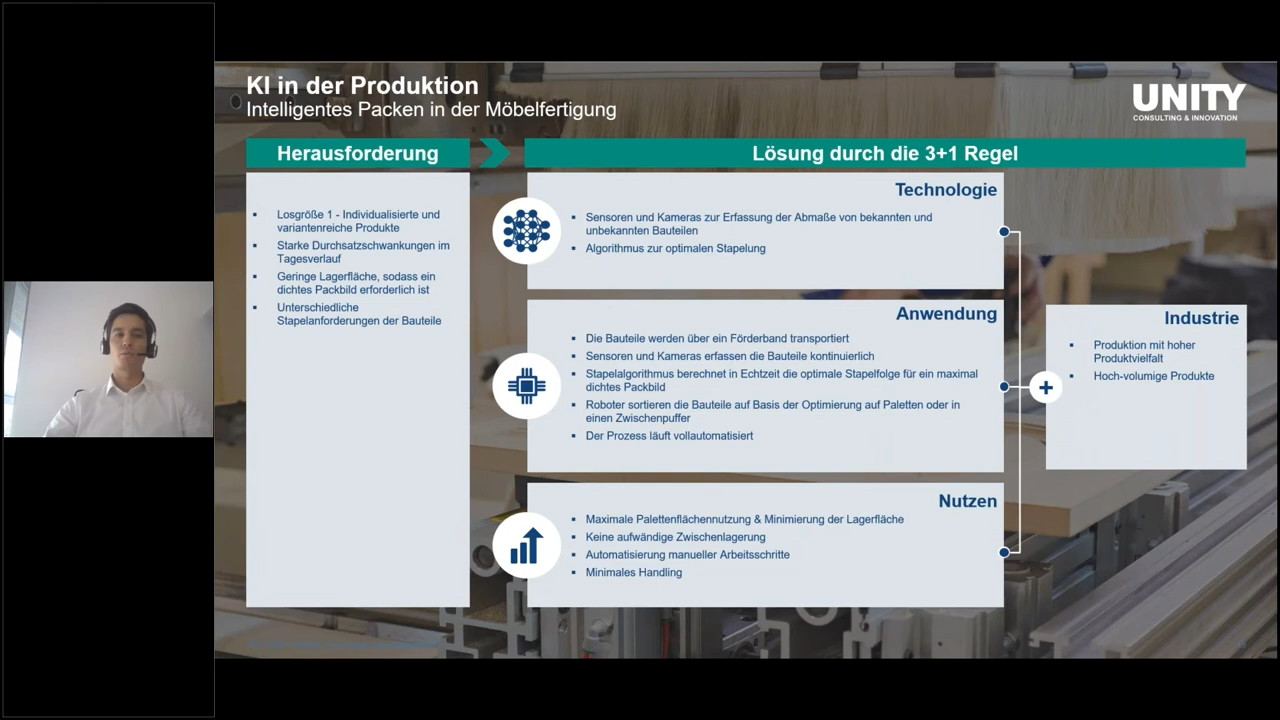 KI in der Produktion
Intelligentes Packen in der Möbelfertigung
UNITY
CONSULTING & INNOVATION
Herausforderung
Lösung durch die 3+1 Regel
Losgröße 1 - Individualisierte und
variantenreiche Produkte
Starke Durchsatzschwankungen im
Tagesverlauf
Geringe Lagerfläche, sodass ein
dichtes Packbild erforderlich ist
Unterschiedliche
Stapelanforderungen der Bauteile
Technologie
Sensoren und Kameras zur Erfassung der Abmaße von bekannten und
unbekannten Bauteilen
Algorithmus zur optimalen Stapelung
Anwendung
Die Bauteile werden über ein Förderband transportiert
Sensoren und Kameras erfassen die Bauteile kontinuierlich
Stapelalgorithmus berechnet in Echtzeit die optimale Stapelfolge für ein maximal
dichtes Packbild
Roboter sortieren die Bauteile auf Basis der Optimierung auf Paletten oder in
einen Zwischenpuffer
Der Prozess läuft vollautomatisiert
Nutzen
Maximale Palettenflächennutzung & Minimierung der Lagerfläche
Keine aufwändige Zwischenlagerung
Automatisierung manueller Arbeitsschritte
Minimales Handling
+
Industrie
Produktion mit hoher
Produktvielfalt
Hoch-volumige Produkte